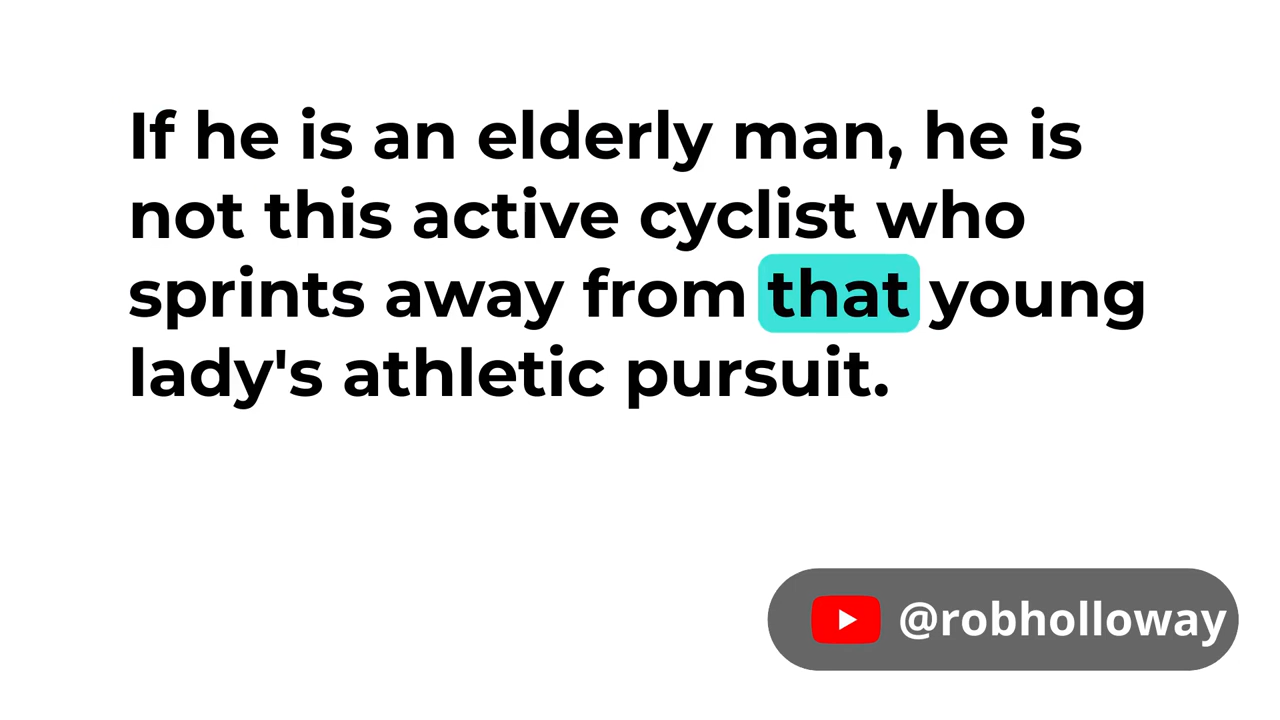 If he is an elderly man, he is
not this active cyclist who
sprints away from that young
lady's athletic pursuit.
@robholloway